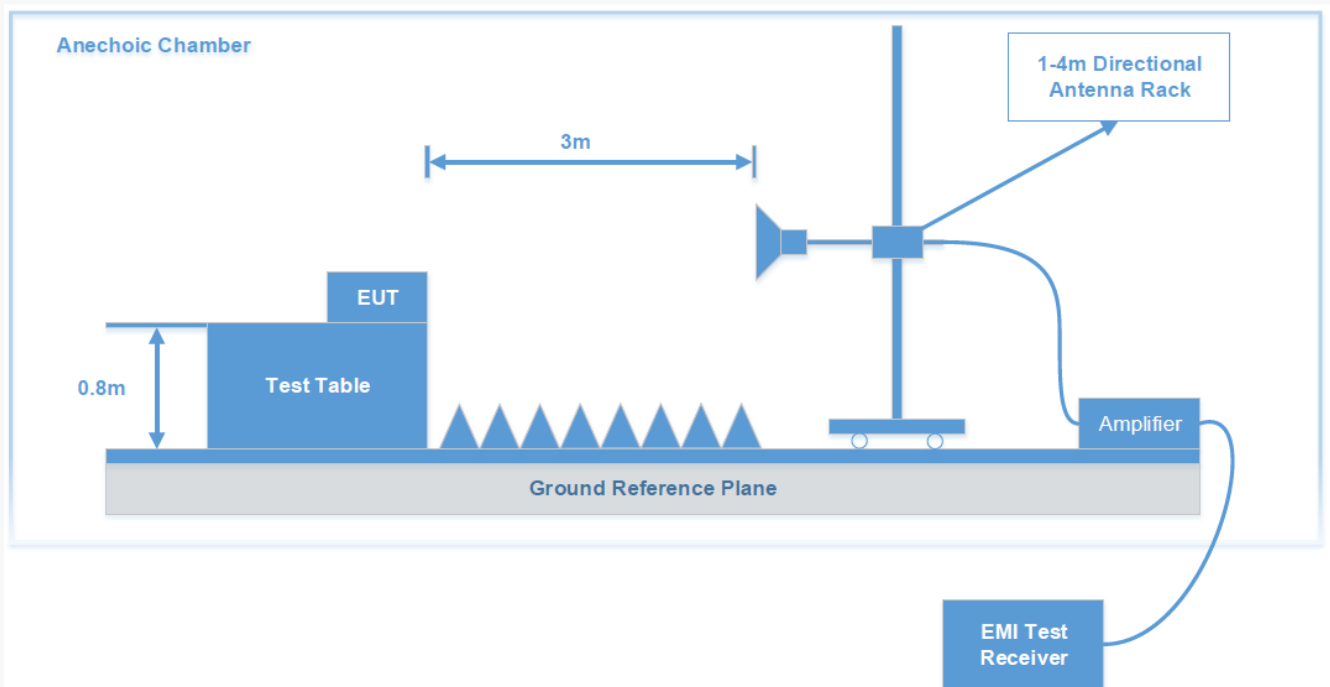 Anechoic Chamber
1-4m Directional
Antenna Rack
3m
EUT
0.8m
Test Table
Amplifier
Ground Reference Plane
EMI Test
Receiver